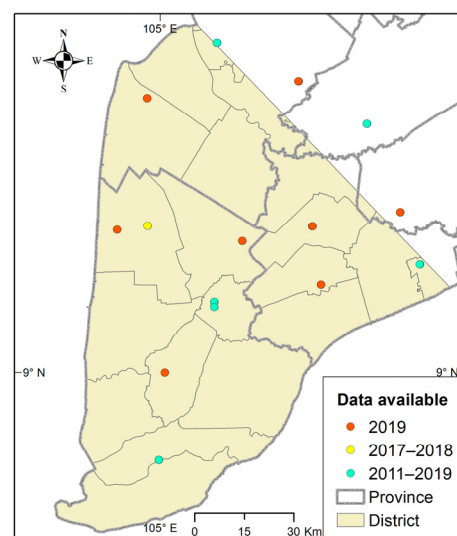 105° E
N
W E
S
9° N
9° N
Data available
2019
2017–2018
2011–2019
Province
District
105° E
0 15 30 Km